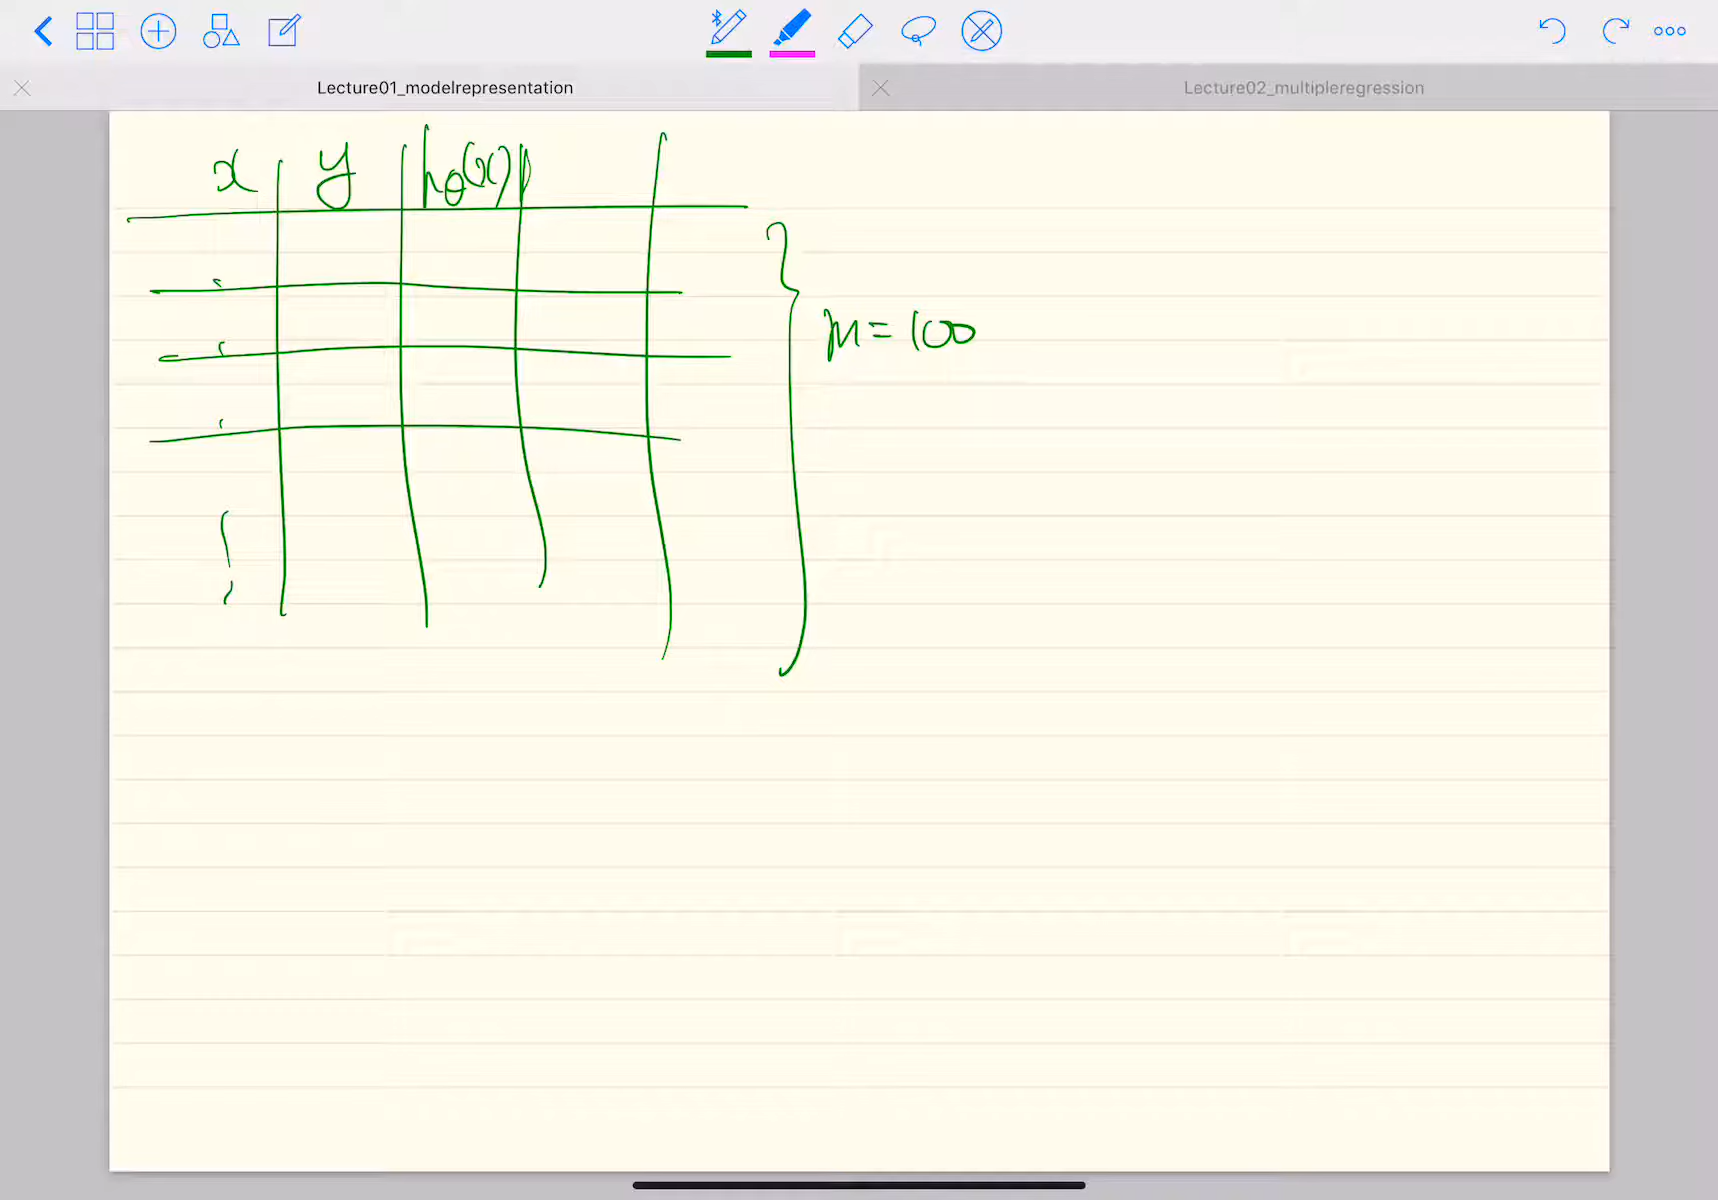 Lecture01_modelrepresentation
Lecture02_multipleregression
x y hθ(x)
m = 100